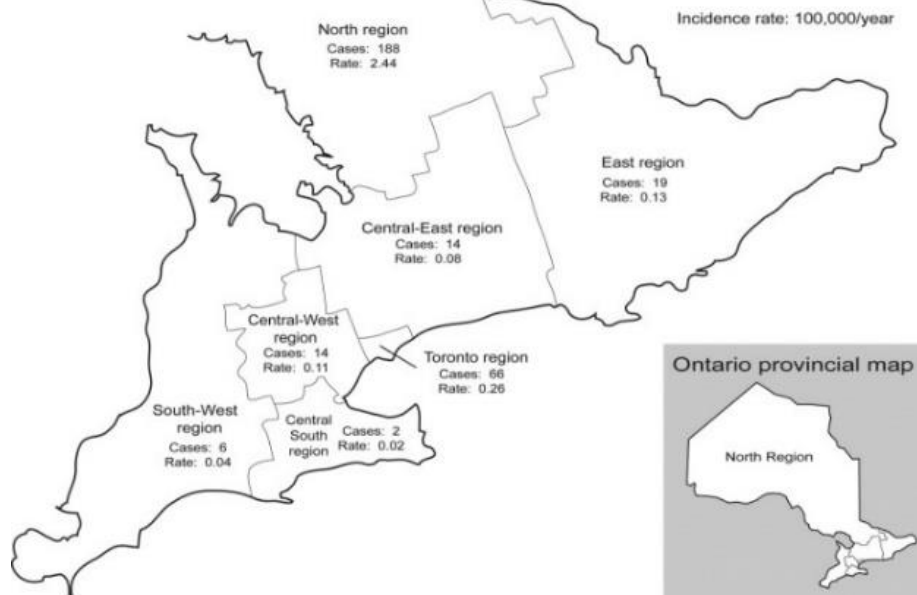 Incidence rate: 100,000/year
North region
Cases: 188
Rate: 2.44
East region
Cases: 19
Rate: 0.13
Central-East region
Cases: 14
Rate: 0.08
Central-West
region
Cases: 14
Rate: 0.11
Toronto region
Cases: 66
Rate: 0.26
South-West
region
Cases: 6
Rate: 0.04
Central
South
region
Cases: 2
Rate: 0.02
Ontario provincial map
North Region